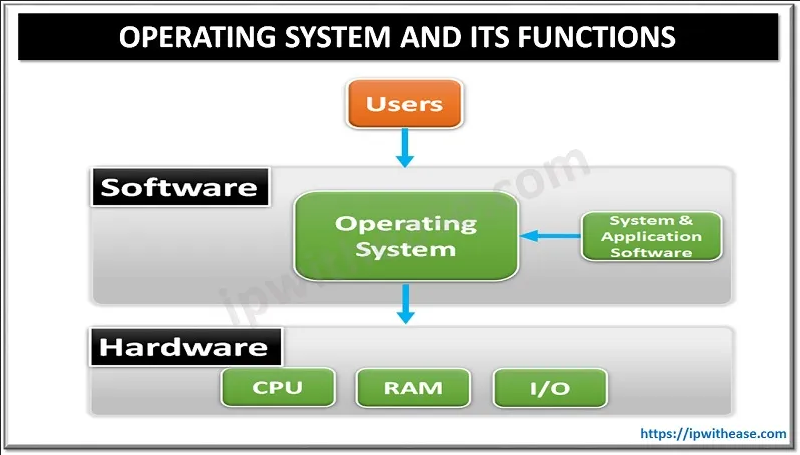 OPERATING SYSTEM AND ITS FUNCTIONS
Users
Software
Operating
System
System &
Application
Software
Hardware
CPU
RAM
I/O
ipwithease.com
https://ipwithease.com